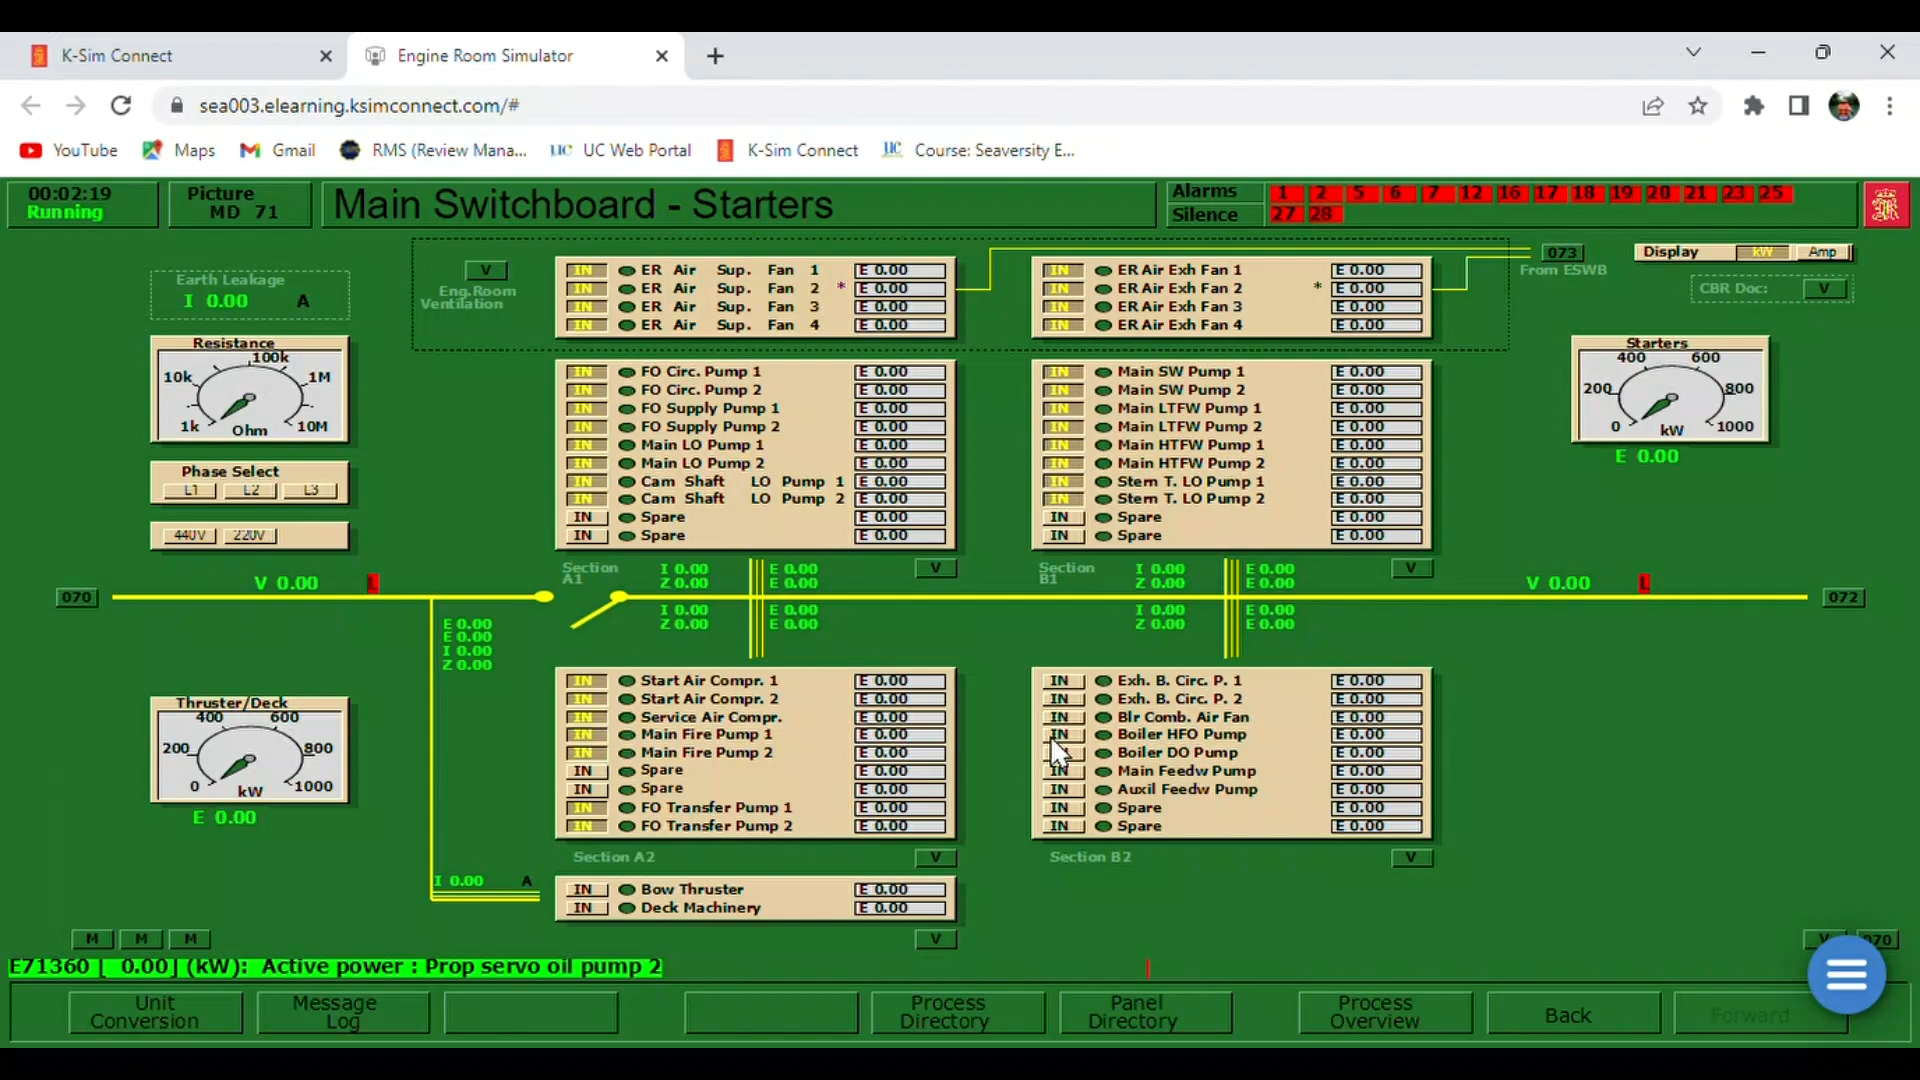 K-Sim Connect
Engine Room Simulator
sea003.elearning.ksimconnect.com/#
YouTube
Maps
Gmail
RMS (Review Mana...
UC Web Portal
K-Sim Connect
Course: Seaversity E...
00:02:19
Running
Picture
MD 71
Main Switchboard - Starters
Alarms
1 2 5 6 7 12 16 17 18 19 20 21 23 25
Silence
27 28
Earth Leakage
I 0.00 A
V
Eng.Room
Ventilation
IN ER Air Sup. Fan 1 E 0.00
IN ER Air Sup. Fan 2 * E 0.00
IN ER Air Sup. Fan 3 E 0.00
IN ER Air Sup. Fan 4 E 0.00
IN ER Air Exh Fan 1 E 0.00
IN ER Air Exh Fan 2 * E 0.00
IN ER Air Exh Fan 3 E 0.00
IN ER Air Exh Fan 4 E 0.00
073
From ESWB
Display kW Amp
CBR Doc: V
Resistance
100k
10k 1M
1k Ohm 10M
Phase Select
L1 L2 L3
440V 220V
IN FO Circ. Pump 1 E 0.00
IN FO Circ. Pump 2 E 0.00
IN FO Supply Pump 1 E 0.00
IN FO Supply Pump 2 E 0.00
IN Main LO Pump 1 E 0.00
IN Main LO Pump 2 E 0.00
IN Cam Shaft LO Pump 1 E 0.00
IN Cam Shaft LO Pump 2 E 0.00
IN Spare E 0.00
IN Spare E 0.00
IN Main SW Pump 1 E 0.00
IN Main SW Pump 2 E 0.00
IN Main LTFW Pump 1 E 0.00
IN Main LTFW Pump 2 E 0.00
IN Main HTFW Pump 1 E 0.00
IN Main HTFW Pump 2 E 0.00
IN Stern T. LO Pump 1 E 0.00
IN Stern T. LO Pump 2 E 0.00
IN Spare E 0.00
IN Spare E 0.00
Starters
400 600
200 800
0 kW 1000
E 0.00
Section
A1
I 0.00 E 0.00 V
Z 0.00 E 0.00
Section
B1
I 0.00 E 0.00 V
Z 0.00 E 0.00
V 0.00 L
V 0.00 L
070
072
I 0.00 E 0.00
Z 0.00 E 0.00
I 0.00 E 0.00
Z 0.00 E 0.00
E 0.00
E 0.00
I 0.00
Z 0.00
Thruster/Deck
400 600
200 800
0 kW 1000
E 0.00
IN Start Air Compr. 1 E 0.00
IN Start Air Compr. 2 E 0.00
IN Service Air Compr. E 0.00
IN Main Fire Pump 1 E 0.00
IN Main Fire Pump 2 E 0.00
IN Spare E 0.00
IN Spare E 0.00
IN FO Transfer Pump 1 E 0.00
IN FO Transfer Pump 2 E 0.00
Section A2 V
IN Exh. B. Circ. P. 1 E 0.00
IN Exh. B. Circ. P. 2 E 0.00
IN Blr Comb. Air Fan E 0.00
IN Boiler HFO Pump E 0.00
IN Boiler DO Pump E 0.00
IN Main Feedw Pump E 0.00
IN Auxil Feedw Pump E 0.00
IN Spare E 0.00
IN Spare E 0.00
Section B2 V
I 0.00 A
IN Bow Thruster E 0.00
IN Deck Machinery E 0.00
V
M M M
V 070
E71360 [ 0.00] (kW): Active power : Prop servo oil pump 2
Unit
Conversion
Message
Log
Process
Directory
Panel
Directory
Process
Overview
Back
Forward